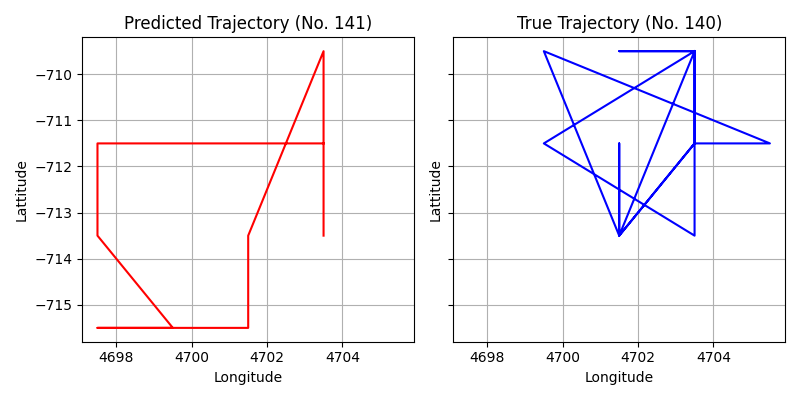 Predicted Trajectory (No. 141)
True Trajectory (No. 140)
−710
−711
−712
−713
−714
−715
Lattitude
Lattitude
4698 4700 4702 4704
4698 4700 4702 4704
Longitude
Longitude